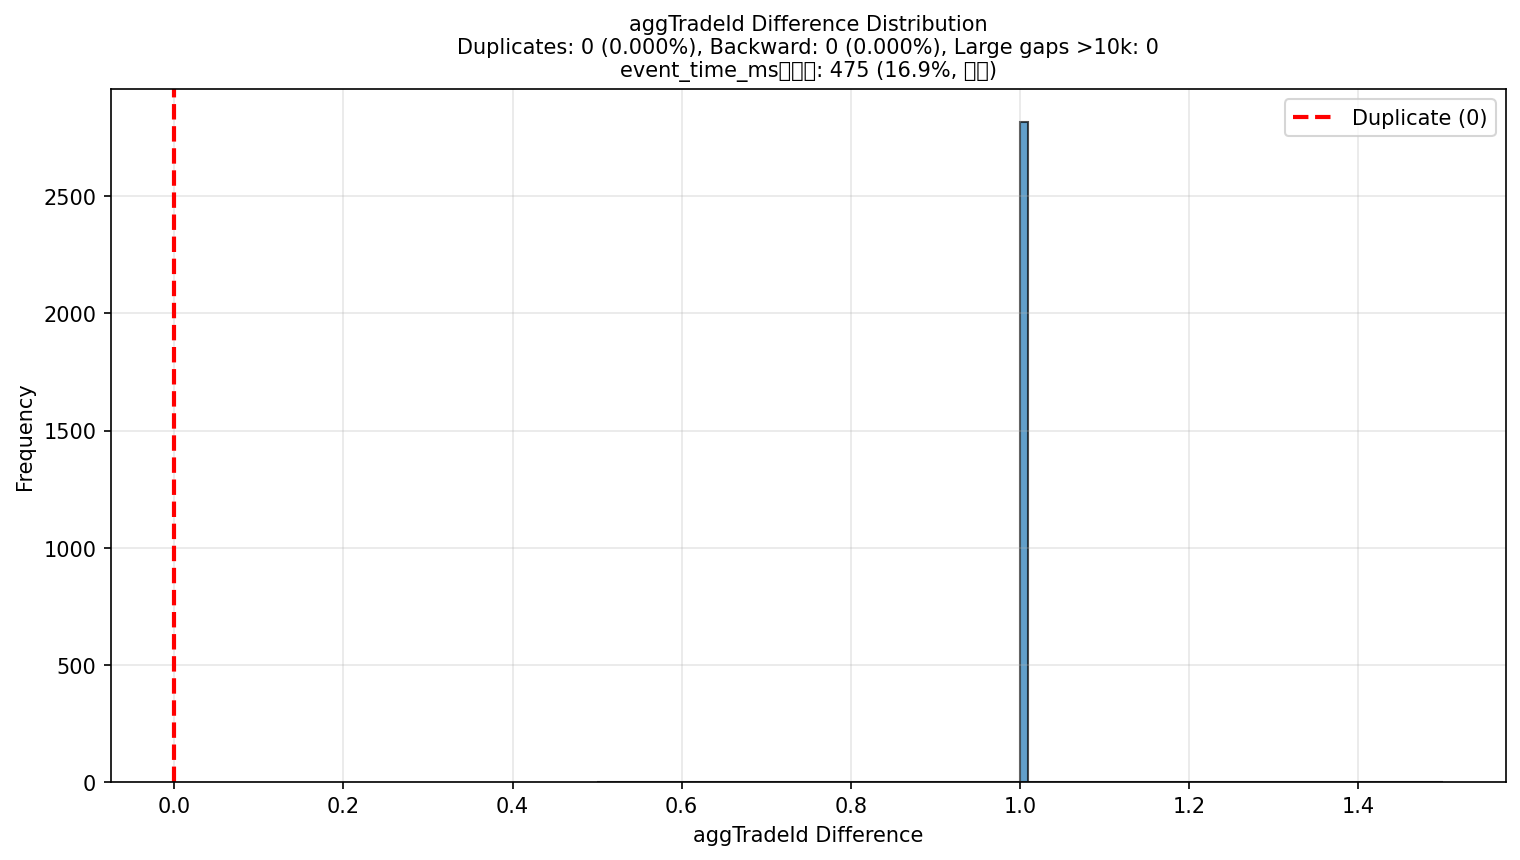 aggTradeId Difference Distribution
Duplicates: 0 (0.000%), Backward: 0 (0.000%), Large gaps >10k: 0
event_time_ms: 475 (16.9%, )
Duplicate (0)
2500
2000
1500
1000
500
0
Frequency
0.0 0.2 0.4 0.6 0.8 1.0 1.2 1.4
aggTradeId Difference